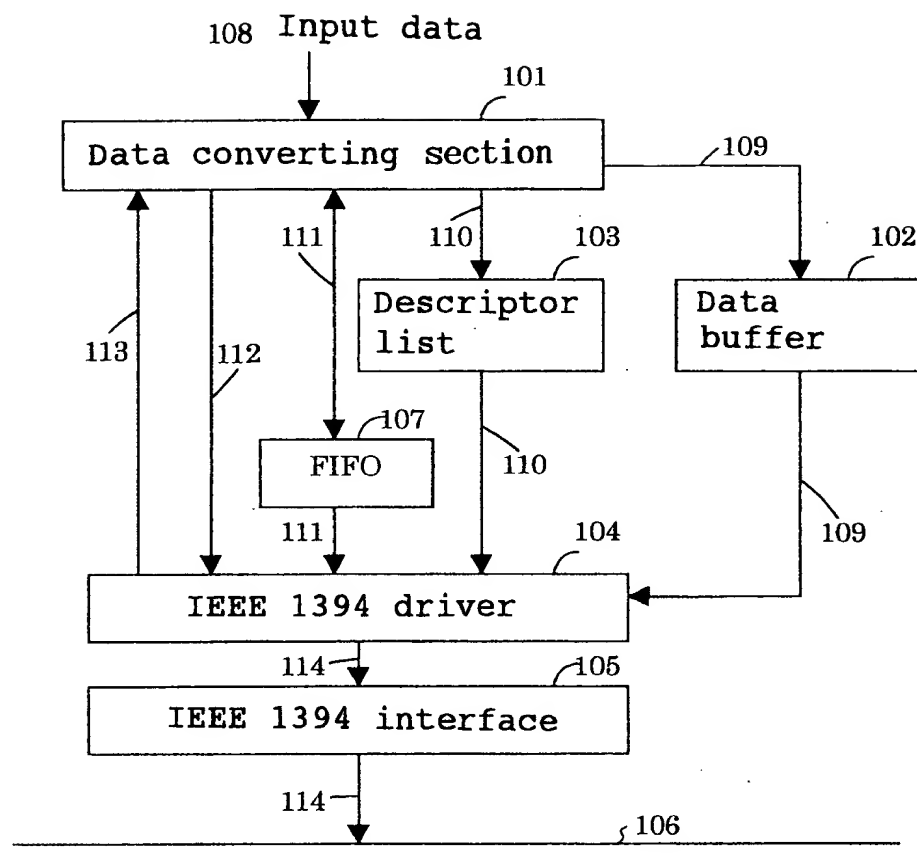 108 Input data
101
Data converting section
109
111
110
103
102
Descriptor
list
Data
buffer
113
112
107
FIFO
110
109
111
104
IEEE 1394 driver
114
105
IEEE 1394 interface
114
106